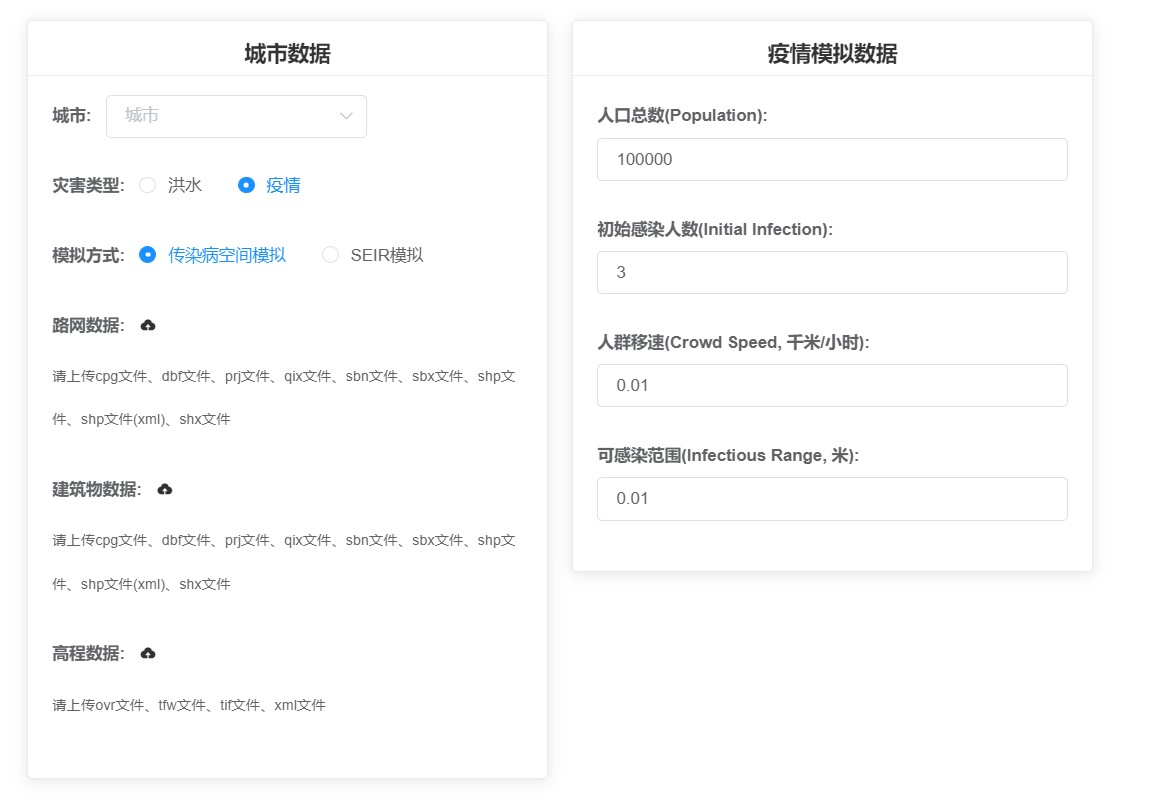 城市数据
城市:
城市
灾害类型:
洪水
疫情
模拟方式:
传染病空间模拟
SEIR模拟
路网数据:
请上传cpg文件、dbf文件、prj文件、qix文件、sbn文件、sbx文件、shp文
件、shp文件(xml)、shx文件
建筑物数据:
请上传cpg文件、dbf文件、prj文件、qix文件、sbn文件、sbx文件、shp文
件、shp文件(xml)、shx文件
高程数据:
请上传ovr文件、tfw文件、tif文件、xml文件
疫情模拟数据
人口总数(Population):
100000
初始感染人数(Initial Infection):
3
人群移速(Crowd Speed, 千米/小时):
0.01
可感染范围(Infectious Range, 米):
0.01